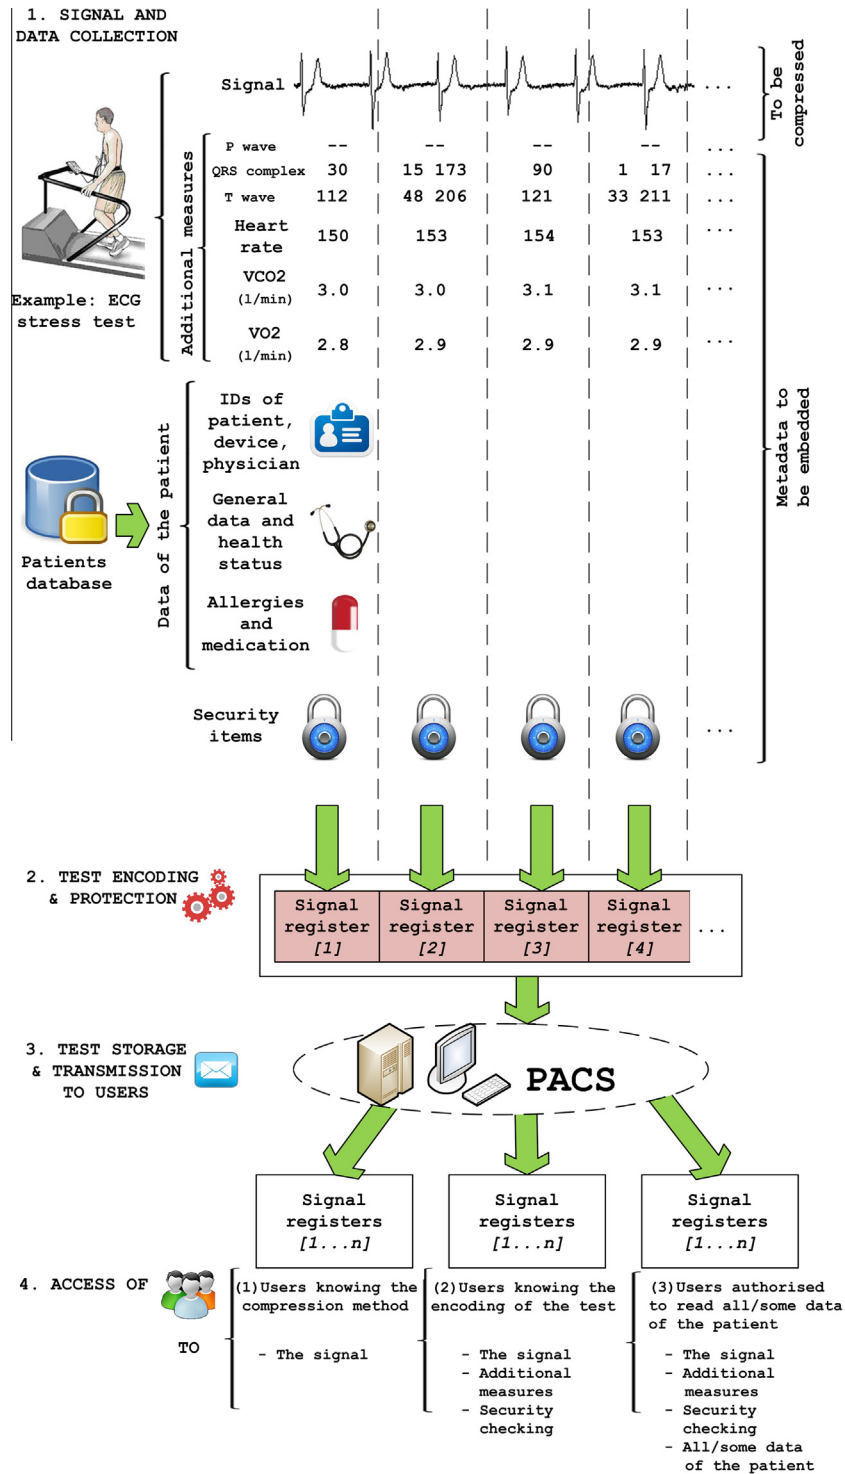 1. SIGNAL AND
DATA COLLECTION
Signal
...
To be
compressed
Example: ECG
stress test
Additional measures
P wave
-- -- -- -- ...
QRS complex
30 15 173 90 1 17 ...
T wave
112 48 206 121 33 211 ...
Heart
rate
150 153 154 153 ...
VCO2
(l/min)
3.0 3.0 3.1 3.1 ...
VO2
(l/min)
2.8 2.9 2.9 2.9 ...
Metadata to
be embedded
Patients
database
Data of the patient
IDs of
patient,
device,
physician
General
data and
health
status
Allergies
and
medication
Security
items
...
2. TEST ENCODING
& PROTECTION
Signal
register
[1]
Signal
register
[2]
Signal
register
[3]
Signal
register
[4]
...
3. TEST STORAGE
& TRANSMISSION
TO USERS
PACS
Signal
registers
[1...n]
Signal
registers
[1...n]
Signal
registers
[1...n]
4. ACCESS OF
TO
(1)Users knowing the
compression method
- The signal
(2)Users knowing the
encoding of the test
- The signal
- Additional
measures
- Security
checking
(3)Users authorised
to read all/some data
of the patient
- The signal
- Additional
measures
- Security
checking
- All/some data
of the patient